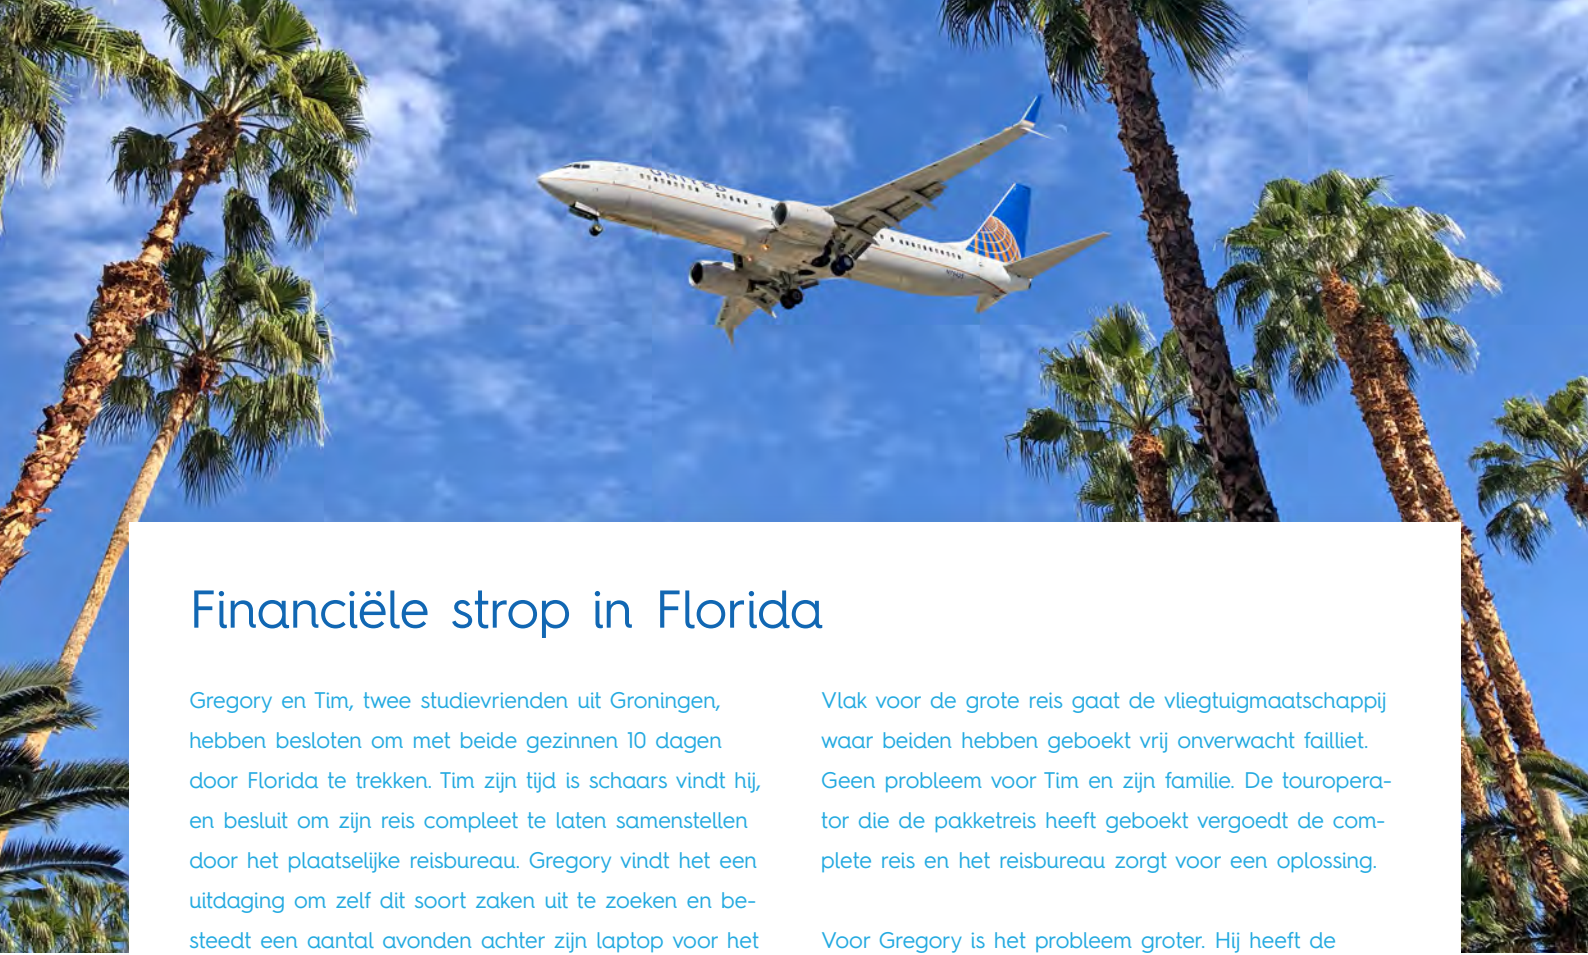 UNITED
Financiële strop in Florida
Gregory en Tim, twee studievrienden uit Groningen,
hebben besloten om met beide gezinnen 10 dagen
door Florida te trekken. Tim zijn tijd is schaars vindt hij,
en besluit om zijn reis compleet te laten samenstellen
door het plaatselijke reisbureau. Gregory vindt het een
uitdaging om zelf dit soort zaken uit te zoeken en be-
steedt een aantal avonden achter zijn laptop voor het
Vlak voor de grote reis gaat de vliegtuigmaatschappij
waar beiden hebben geboekt vrij onverwacht failliet.
Geen probleem voor Tim en zijn familie. De touropera-
tor die de pakketreis heeft geboekt vergoedt de com-
plete reis en het reisbureau zorgt voor een oplossing.
Voor Gregory is het probleem groter. Hij heeft de